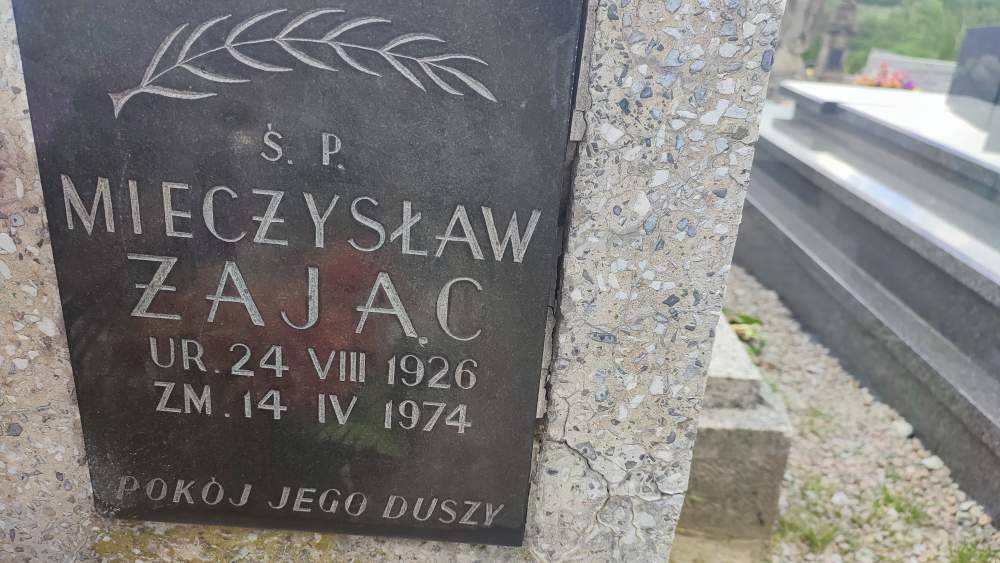 Ś. P.
MIECZYSŁAW
ZAJĄC
UR. 24 VIII 1926
ZM. 14 IV 1974
POKÓJ JEGO DUSZY